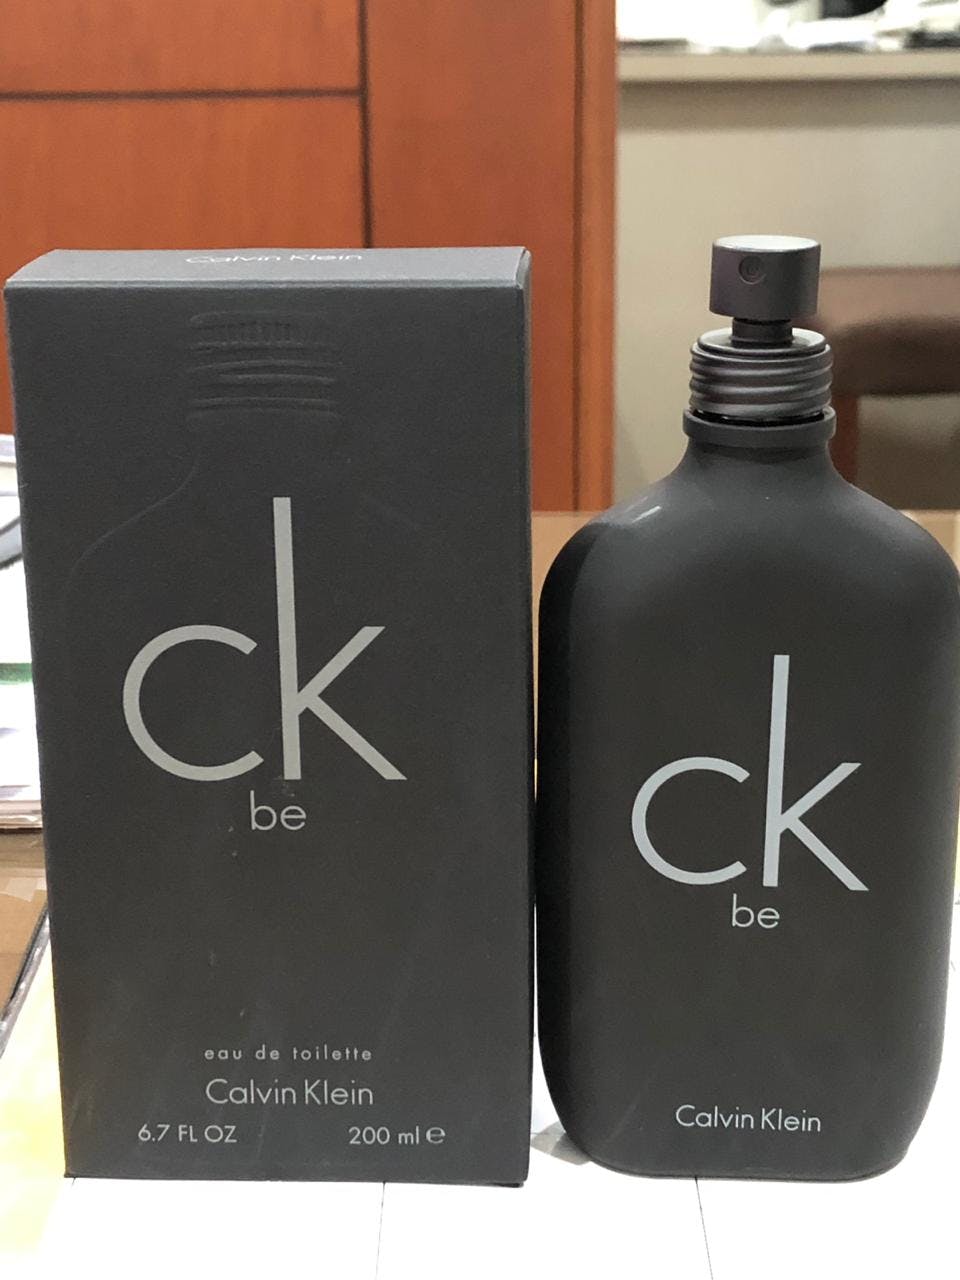 Calvin Klein
ck
be
eau de toilette
Calvin Klein
6.7 FL OZ 200 ml ℮
ck
be
Calvin Klein